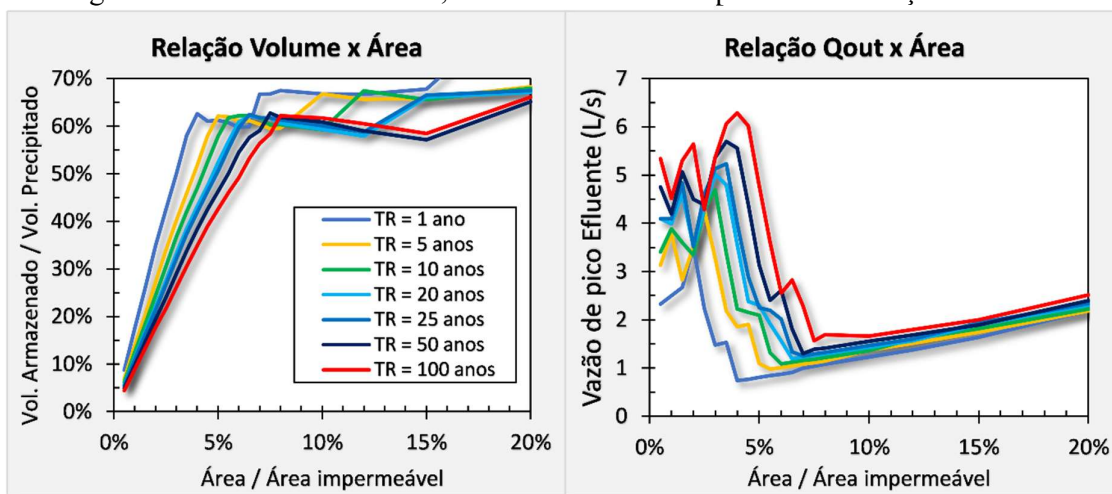 Relação Volume x Área
Vol. Armazenado / Vol. Precipitado
70%
60%
50%
40%
30%
20%
10%
0%
TR = 1 ano
TR = 5 anos
TR = 10 anos
TR = 20 anos
TR = 25 anos
TR = 50 anos
TR = 100 anos
0% 5% 10% 15% 20%
Área / Área impermeável
Relação Qout x Área
Vazão de pico Efluente (L/s)
7
6
5
4
3
2
1
0
0% 5% 10% 15% 20%
Área / Área impermeável